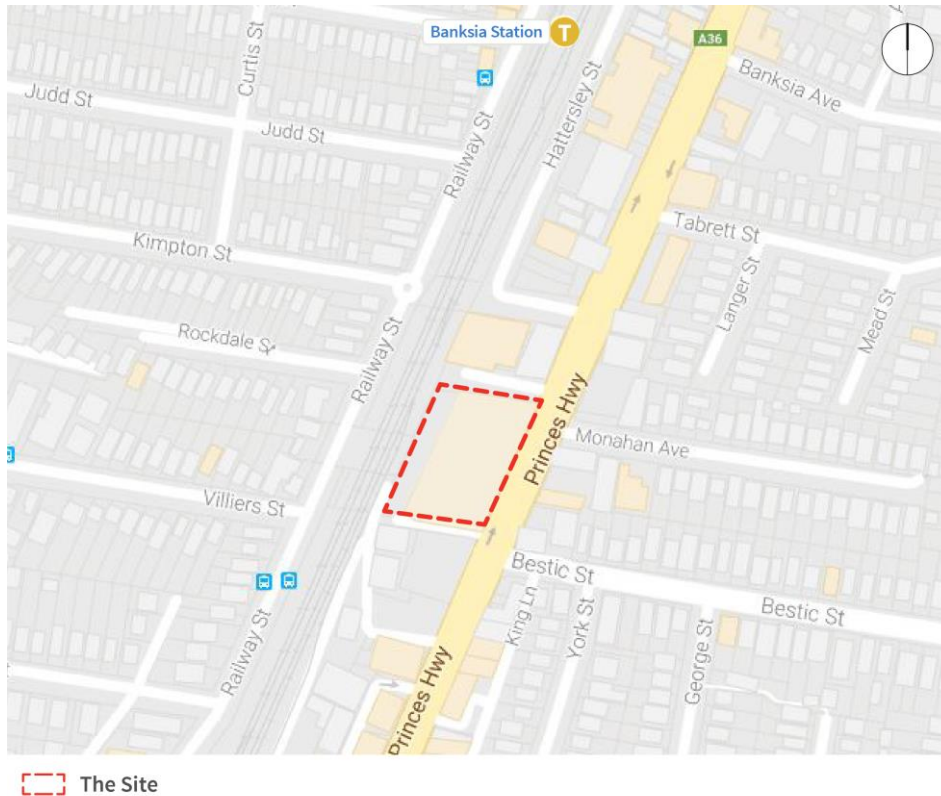 Banksia Station T
A36
Curtis St
Judd St
Judd St
Railway St
Hattersley St
Banksia Ave
Kimpton St
Tabrett St
Langer St
Mead St
Rockdale S
Railway St
Princes Hwy
Monahan Ave
Villiers St
Bestic St
Bestic St
King Ln
York St
George St
Railway St
Princes Hwy
The Site